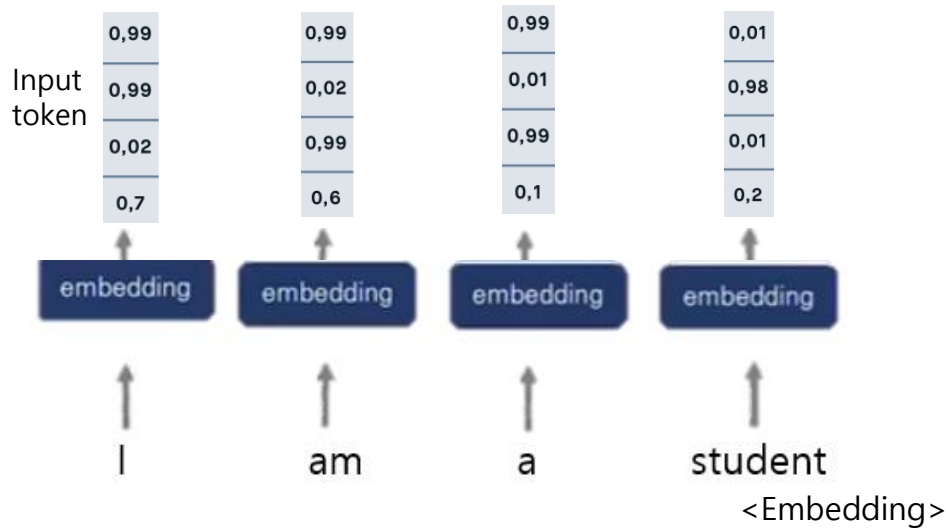 0,99 0,99 0,99 0,01
Input
token
0,99 0,02 0,01 0,98
0,02 0,99 0,99 0,01
0,7 0,6 0,1 0,2
embedding embedding embedding embedding
I am a student
<Embedding>